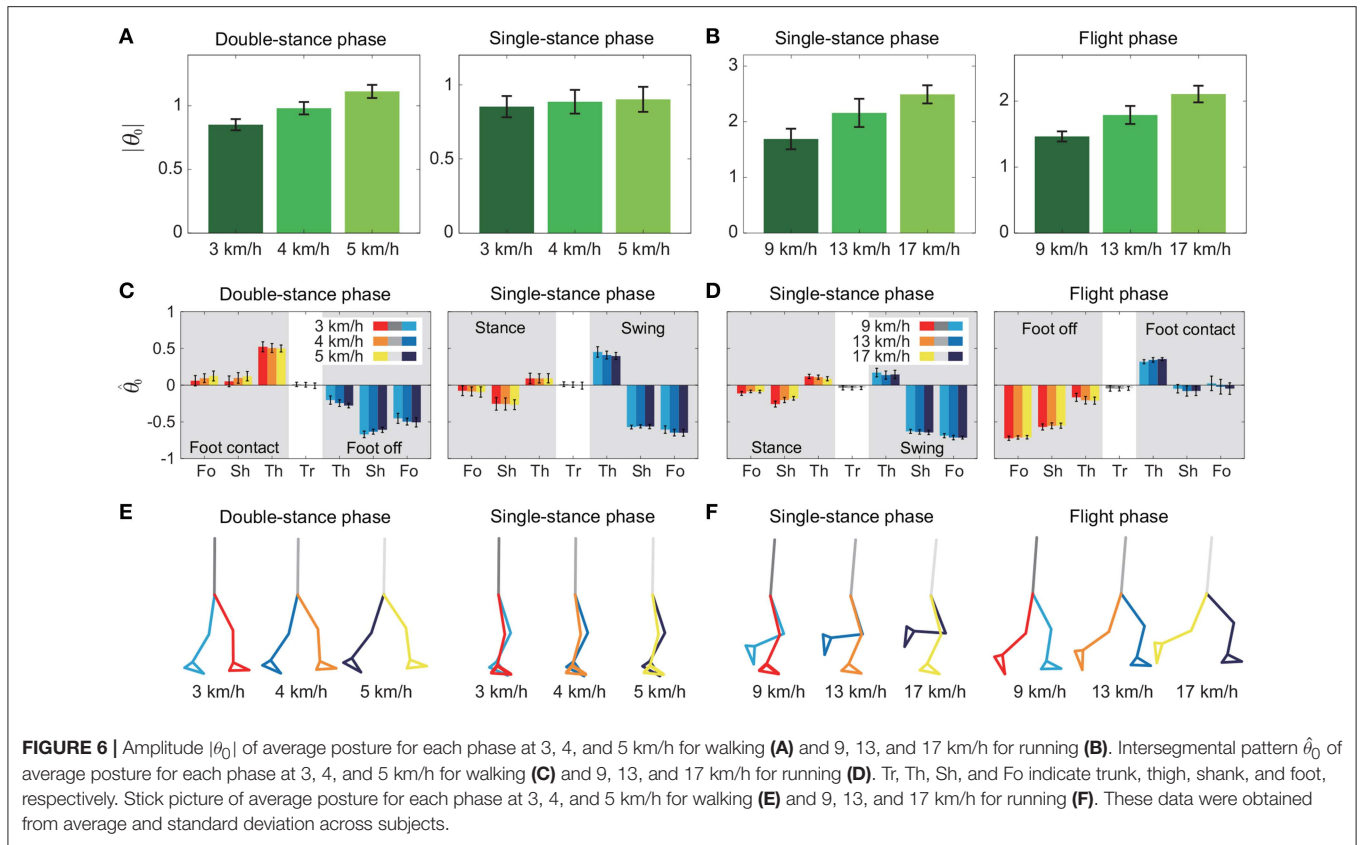 A
Double-stance phase
Single-stance phase
B
Single-stance phase
Flight phase
|θ₀|
1
0.5
0
3 km/h 4 km/h 5 km/h
1
0.5
0
3 km/h 4 km/h 5 km/h
3
2
1
0
9 km/h 13 km/h 17 km/h
2
1
0
9 km/h 13 km/h 17 km/h
C
Double-stance phase
Single-stance phase
D
Single-stance phase
Flight phase
θ̂₀
1
0.5
0
-0.5
-1
3 km/h
4 km/h
5 km/h
Foot contact
Foot off
Fo Sh Th Tr Th Sh Fo
Stance
Swing
Fo Sh Th Tr Th Sh Fo
9 km/h
13 km/h
17 km/h
Stance
Swing
Fo Sh Th Tr Th Sh Fo
Foot off
Foot contact
Fo Sh Th Tr Th Sh Fo
E
Double-stance phase
Single-stance phase
F
Single-stance phase
Flight phase
3 km/h 4 km/h 5 km/h
3 km/h 4 km/h 5 km/h
9 km/h 13 km/h 17 km/h
9 km/h 13 km/h 17 km/h
FIGURE 6 | Amplitude |θ₀| of average posture for each phase at 3, 4, and 5 km/h for walking (A) and 9, 13, and 17 km/h for running (B). Intersegmental pattern θ̂₀ of
average posture for each phase at 3, 4, and 5 km/h for walking (C) and 9, 13, and 17 km/h for running (D). Tr, Th, Sh, and Fo indicate trunk, thigh, shank, and foot,
respectively. Stick picture of average posture for each phase at 3, 4, and 5 km/h for walking (E) and 9, 13, and 17 km/h for running (F). These data were obtained
from average and standard deviation across subjects.